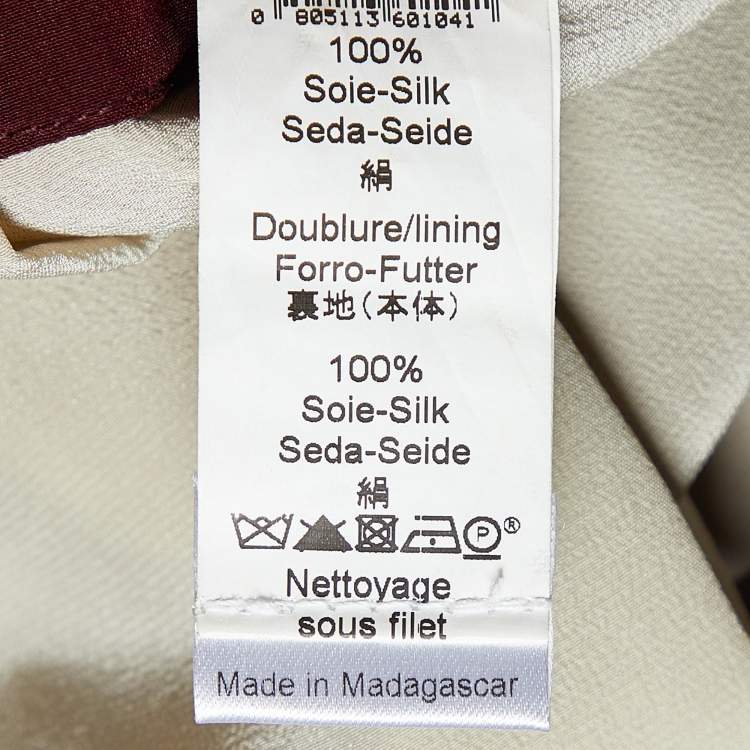 0 805113 601041
100%
Soie-Silk
Seda-Seide
絹
Doublure/lining
Forro-Futter
裏地(本体)
100%
Soie-Silk
Seda-Seide
絹
P ®
Nettoyage
sous filet
Made in Madagascar